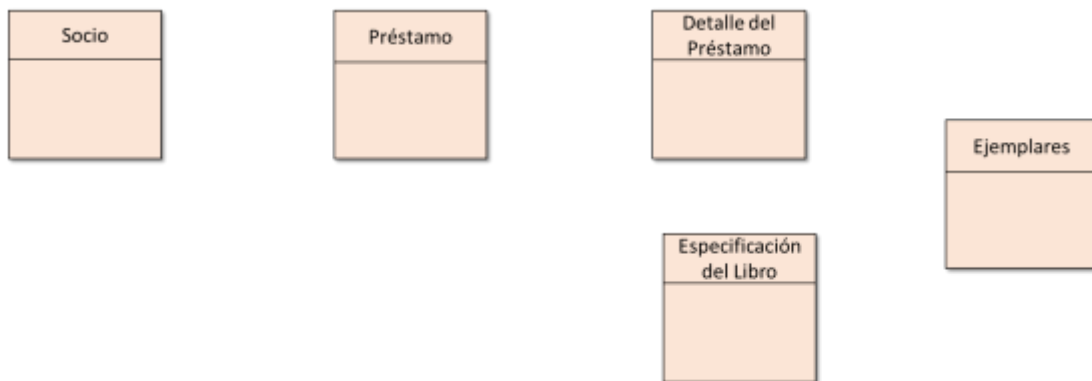 Socio
Préstamo
Detalle del
Préstamo
Ejemplares
Especificación
del Libro